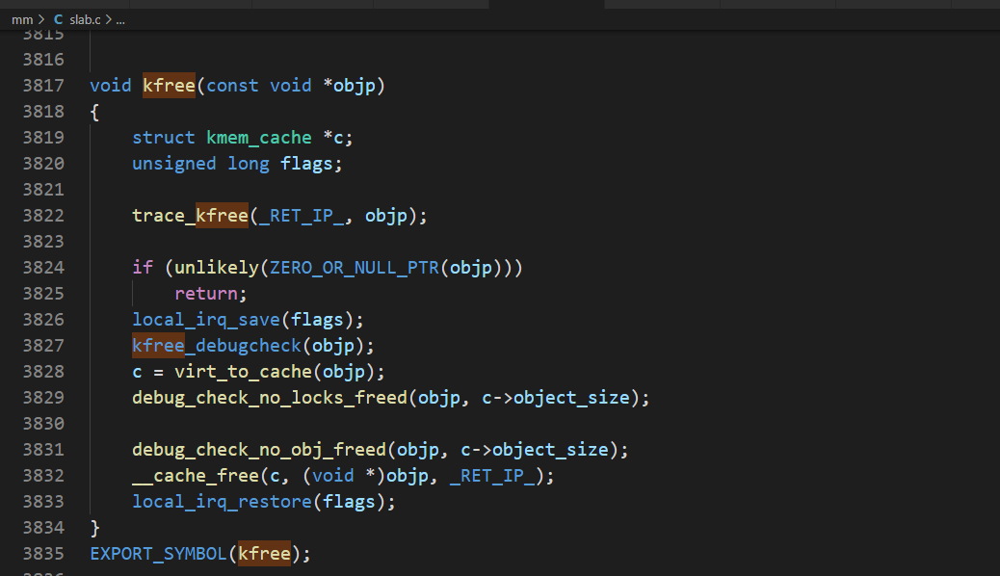 mm > C slab.c > ...
3815
3816
3817 void kfree(const void *objp)
3818 {
3819     struct kmem_cache *c;
3820     unsigned long flags;
3821
3822     trace_kfree(_RET_IP_, objp);
3823
3824     if (unlikely(ZERO_OR_NULL_PTR(objp)))
3825         return;
3826     local_irq_save(flags);
3827     kfree_debugcheck(objp);
3828     c = virt_to_cache(objp);
3829     debug_check_no_locks_freed(objp, c->object_size);
3830
3831     debug_check_no_obj_freed(objp, c->object_size);
3832     __cache_free(c, (void *)objp, _RET_IP_);
3833     local_irq_restore(flags);
3834 }
3835 EXPORT_SYMBOL(kfree);